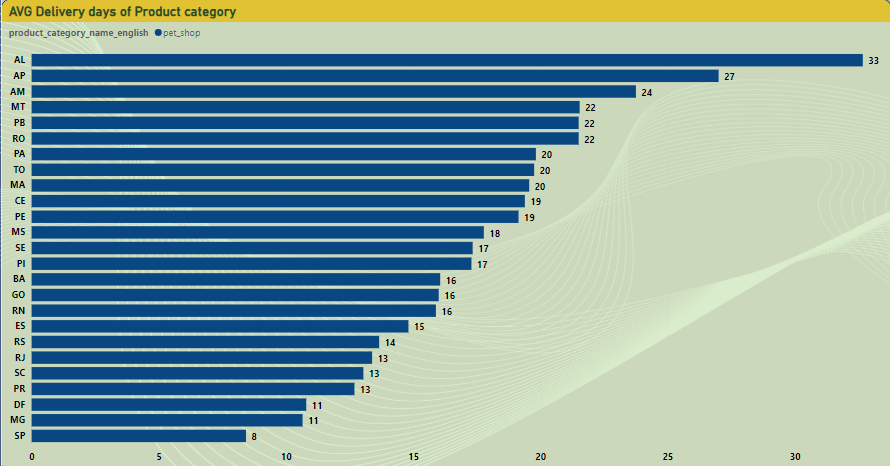 AVG Delivery days of Product category
product_category_name_english pet_shop
AL 33
AP 27
AM 24
MT 22
PB 22
RO 22
PA 20
TO 20
MA 20
CE 19
PE 19
MS 18
SE 17
PI 17
BA 16
GO 16
RN 16
ES 15
RS 14
RJ 13
SC 13
PR 13
DF 11
MG 11
SP 8
0 5 10 15 20 25 30